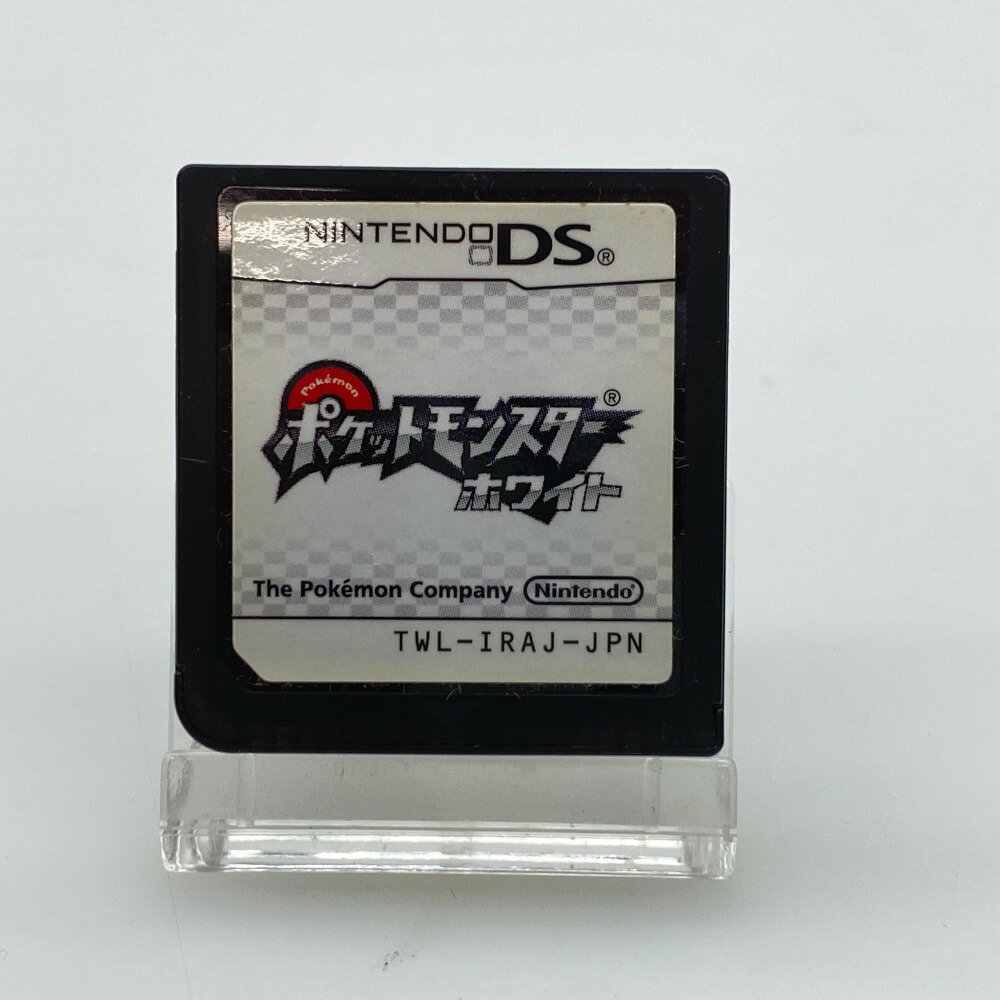 NINTENDO DS®
Pokémon
ポケットモンスター®
ホワイト
The Pokémon Company Nintendo®
TWL-IRAJ-JPN